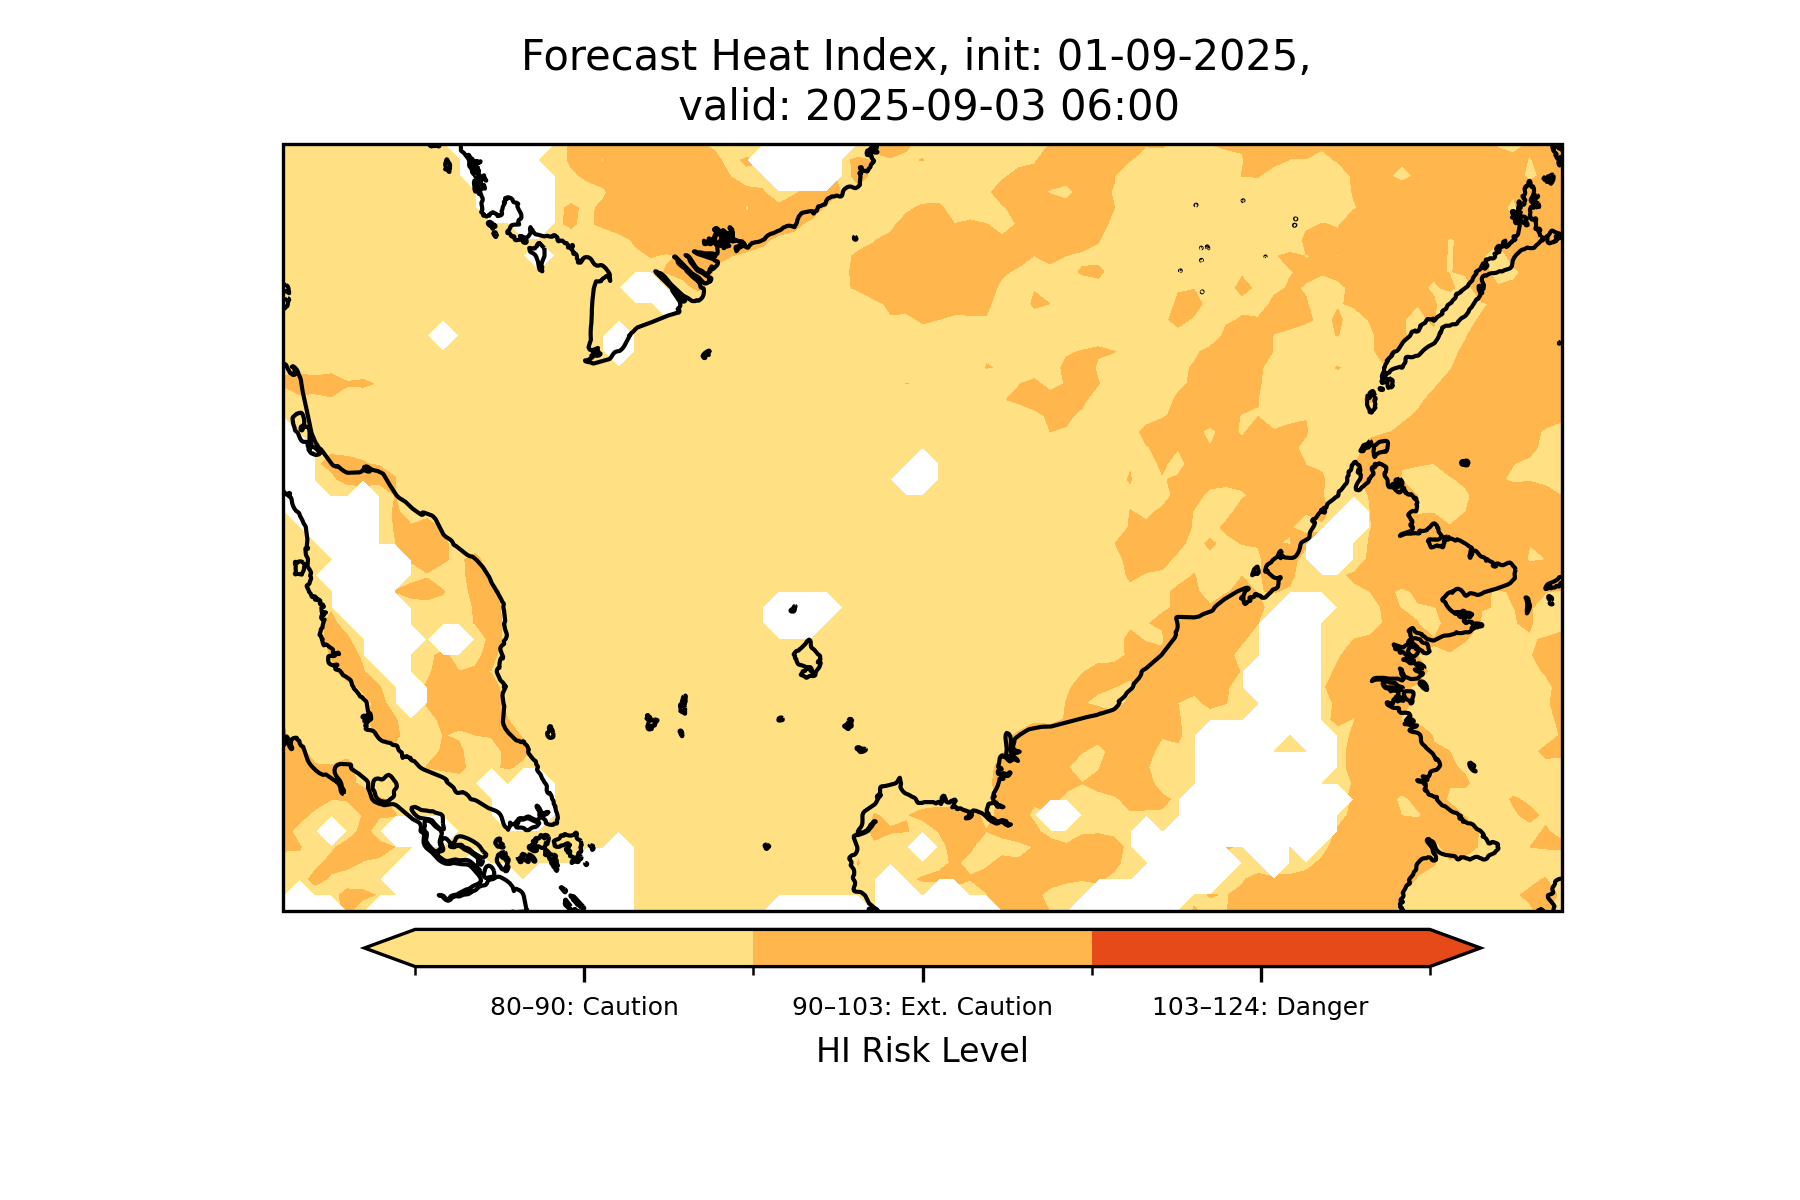 Forecast Heat Index, init: 01-09-2025,
valid: 2025-09-03 06:00
80–90: Caution
90–103: Ext. Caution
103–124: Danger
HI Risk Level